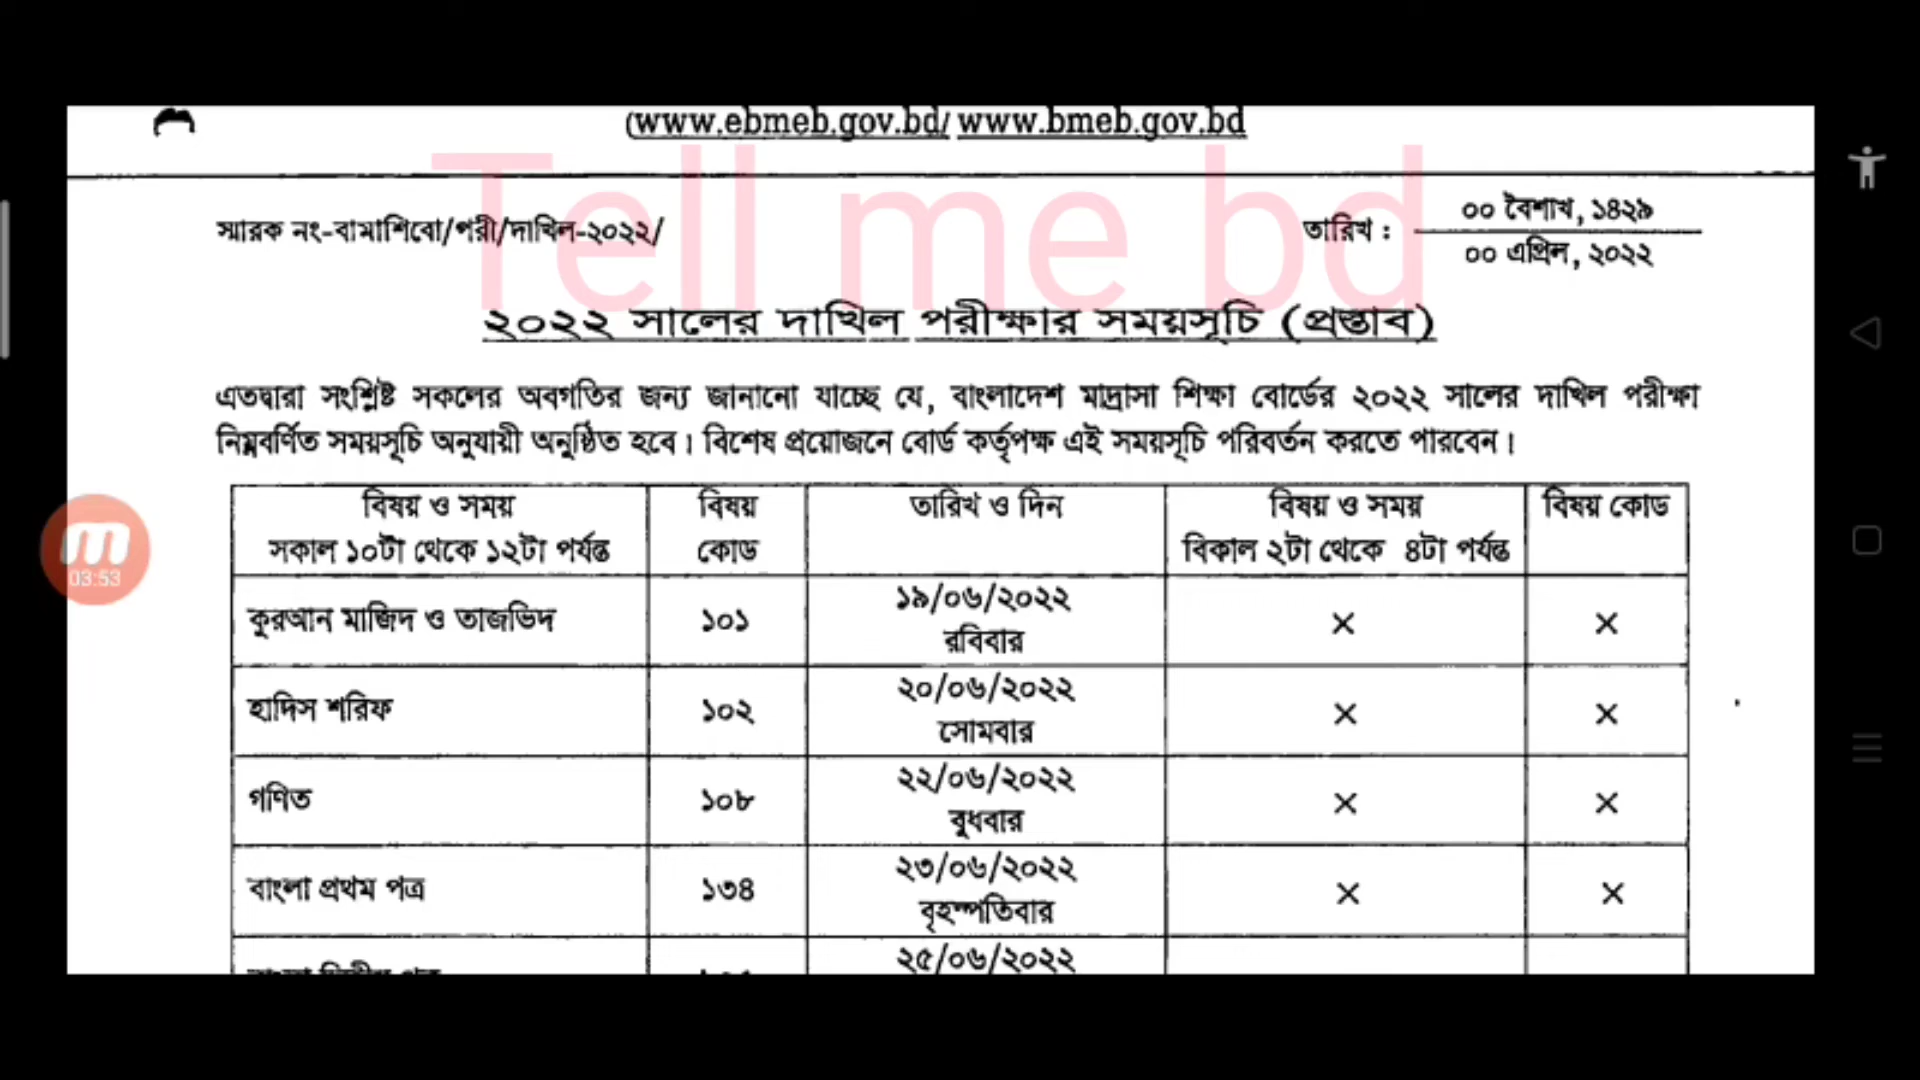 (www.ebmeb.gov.bd/ www.bmeb.gov.bd
Tell me bd
স্মারক নং-বামাশিবো/পরী/দাখিল-২০২২/
তারিখ : ০০ বৈশাখ, ১৪২৯
০০ এপ্রিল, ২০২২
২০২২ সালের দাখিল পরীক্ষার সময়সূচি (প্রস্তাব)
এতদ্বারা সংশ্লিষ্ট সকলের অবগতির জন্য জানানো যাচ্ছে যে, বাংলাদেশ মাদ্রাসা শিক্ষা বোর্ডের ২০২২ সালের দাখিল পরীক্ষা
নিম্নবর্ণিত সময়সূচি অনুযায়ী অনুষ্ঠিত হবে। বিশেষ প্রয়োজনে বোর্ড কর্তৃপক্ষ এই সময়সূচি পরিবর্তন করতে পারবেন।
বিষয় ও সময় বিষয় তারিখ ও দিন বিষয় ও সময় বিষয় কোড
সকাল ১০টা থেকে ১২টা পর্যন্ত কোড বিকাল ২টা থেকে ৪টা পর্যন্ত
কুরআন মাজিদ ও তাজভিদ ১০১ ১৯/০৬/২০২২ × ×
রবিবার
হাদিস শরিফ ১০২ ২০/০৬/২০২২ × ×
সোমবার
গণিত ১০৮ ২২/০৬/২০২২ × ×
বুধবার
বাংলা প্রথম পত্র ১৩৪ ২৩/০৬/২০২২ × ×
বৃহস্পতিবার
২৫/০৬/২০২২
03:53